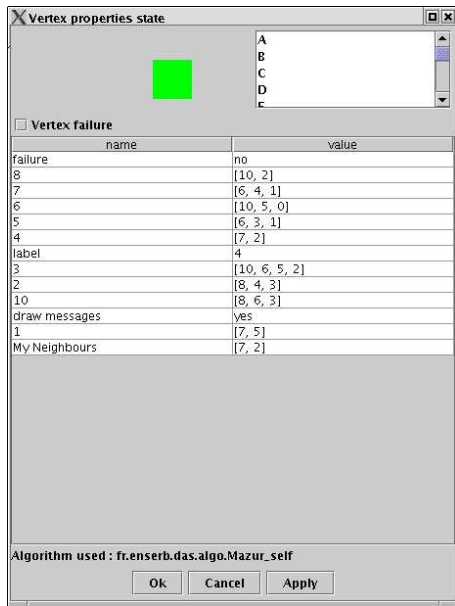 Vertex properties state
A
B
C
D
Vertex failure
name value
failure no
8 [10, 2]
7 [6, 4, 1]
6 [10, 5, 0]
5 [6, 3, 1]
4 [7, 2]
label 4
3 [10, 6, 5, 2]
2 [8, 4, 3]
10 [8, 6, 3]
draw messages yes
1 [7, 5]
My Neighbours [7, 2]
Algorithm used : fr.enserb.das.algo.Mazur_self
Ok Cancel Apply